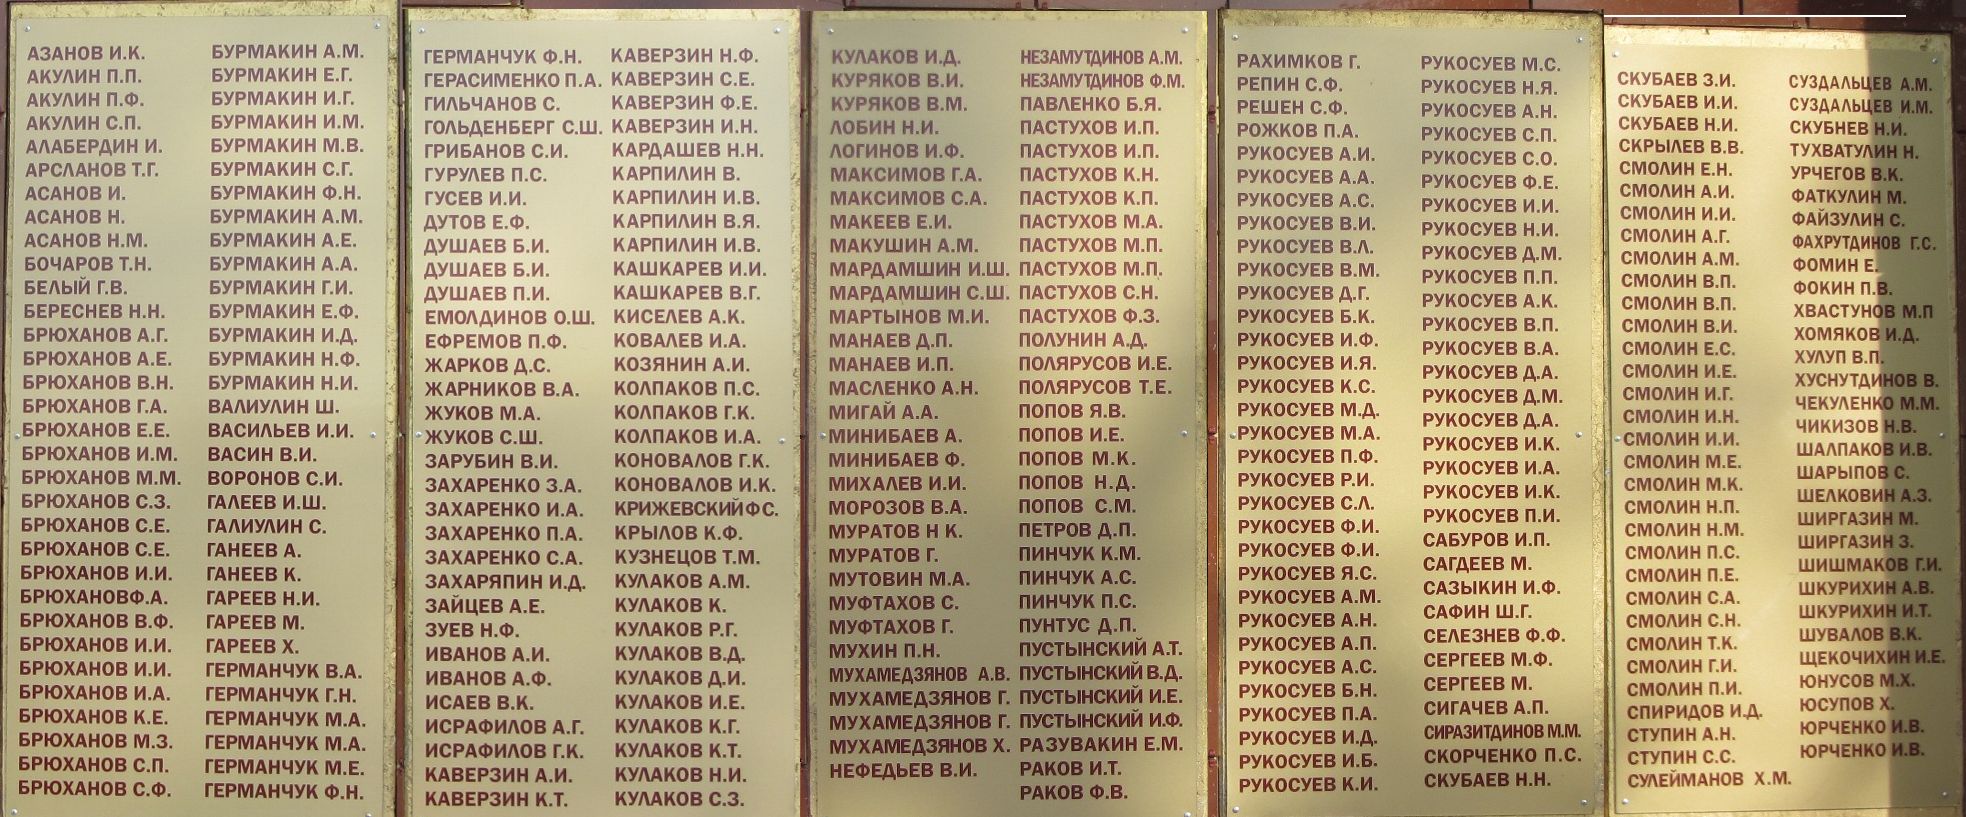 АЗАНОВ И.К.
АКУЛИН П.П.
АКУЛИН П.Ф.
АКУЛИН С.П.
АЛАБЕРДИН И.
АРСЛАНОВ Т.Г.
АСАНОВ И.
АСАНОВ Н.
АСАНОВ Н.М.
БОЧАРОВ Т.Н.
БЕЛЫЙ Г.В.
БЕРЕСНЕВ Н.Н.
БРЮХАНОВ А.Г.
БРЮХАНОВ А.Е.
БРЮХАНОВ В.Н.
БРЮХАНОВ Г.А.
БРЮХАНОВ Е.Е.
БРЮХАНОВ И.М.
БРЮХАНОВ М.М.
БРЮХАНОВ С.З.
БРЮХАНОВ С.Е.
БРЮХАНОВ С.Е.
БРЮХАНОВ И.И.
БРЮХАНОВФ.А.
БРЮХАНОВ В.Ф.
БРЮХАНОВ И.И.
БРЮХАНОВ И.И.
БРЮХАНОВ И.А.
БРЮХАНОВ К.Е.
БРЮХАНОВ М.З.
БРЮХАНОВ С.П.
БРЮХАНОВ С.Ф.
БУРМАКИН А.М.
БУРМАКИН Е.Г.
БУРМАКИН И.Г.
БУРМАКИН И.М.
БУРМАКИН М.В.
БУРМАКИН С.Г.
БУРМАКИН Ф.Н.
БУРМАКИН А.М.
БУРМАКИН А.Е.
БУРМАКИН А.А.
БУРМАКИН Г.И.
БУРМАКИН Е.Ф.
БУРМАКИН И.Д.
БУРМАКИН Н.Ф.
БУРМАКИН Н.И.
ВАЛИУЛИН Ш.
ВАСИЛЬЕВ И.И.
ВАСИН В.И.
ВОРОНОВ С.И.
ГАЛЕЕВ И.Ш.
ГАЛИУЛИН С.
ГАНЕЕВ А.
ГАНЕЕВ К.
ГАРЕЕВ Н.И.
ГАРЕЕВ М.
ГАРЕЕВ Х.
ГЕРМАНЧУК В.А.
ГЕРМАНЧУК Г.Н.
ГЕРМАНЧУК М.А.
ГЕРМАНЧУК М.А.
ГЕРМАНЧУК М.Е.
ГЕРМАНЧУК Ф.Н.
ГЕРМАНЧУК Ф.Н.
ГЕРАСИМЕНКО П.А.
ГИЛЬЧАНОВ С.
ГОЛЬДЕНБЕРГ С.Ш.
ГРИБАНОВ С.И.
ГУРУЛЕВ П.С.
ГУСЕВ И.И.
ДУТОВ Е.Ф.
ДУШАЕВ Б.И.
ДУШАЕВ Б.И.
ДУШАЕВ П.И.
ЕМОЛДИНОВ О.Ш.
ЕФРЕМОВ П.Ф.
ЖАРКОВ Д.С.
ЖАРНИКОВ В.А.
ЖУКОВ М.А.
ЖУКОВ С.Ш.
ЗАРУБИН В.И.
ЗАХАРЕНКО З.А.
ЗАХАРЕНКО И.А.
ЗАХАРЕНКО П.А.
ЗАХАРЕНКО С.А.
ЗАХАРЯПИН И.Д.
ЗАЙЦЕВ А.Е.
ЗУЕВ Н.Ф.
ИВАНОВ А.И.
ИВАНОВ А.Ф.
ИСАЕВ В.К.
ИСРАФИЛОВ А.Г.
ИСРАФИЛОВ Г.К.
КАВЕРЗИН А.И.
КАВЕРЗИН К.Т.
КАВЕРЗИН Н.Ф.
КАВЕРЗИН С.Е.
КАВЕРЗИН Ф.Е.
КАВЕРЗИН И.Н.
КАРДАШЕВ Н.Н.
КАРПИЛИН В.
КАРПИЛИН И.В.
КАРПИЛИН В.Я.
КАРПИЛИН И.В.
КАШКАРЕВ И.И.
КАШКАРЕВ В.Г.
КИСЕЛЕВ А.К.
КОВАЛЕВ И.А.
КОЗЯНИН А.И.
КОЛПАКОВ П.С.
КОЛПАКОВ Г.К.
КОЛПАКОВ И.А.
КОНОВАЛОВ Г.К.
КОНОВАЛОВ И.К.
КРИЖЕВСКИЙФС.
КРЫЛОВ К.Ф.
КУЗНЕЦОВ Т.М.
КУЛАКОВ А.М.
КУЛАКОВ К.
КУЛАКОВ Р.Г.
КУЛАКОВ В.Д.
КУЛАКОВ Д.И.
КУЛАКОВ И.Е.
КУЛАКОВ К.Г.
КУЛАКОВ К.Т.
КУЛАКОВ Н.И.
КУЛАКОВ С.З.
КУЛАКОВ И.Д.
КУРЯКОВ В.И.
КУРЯКОВ В.М.
ЛОБИН Н.И.
ЛОГИНОВ И.Ф.
МАКСИМОВ Г.А.
МАКСИМОВ С.А.
МАКЕЕВ Е.И.
МАКУШИН А.М.
МАРДАМШИН И.Ш.
МАРДАМШИН С.Ш.
МАРТЫНОВ М.И.
МАНАЕВ Д.П.
МАНАЕВ И.П.
МАСЛЕНКО А.Н.
МИГАЙ А.А.
МИНИБАЕВ А.
МИНИБАЕВ Ф.
МИХАЛЕВ И.И.
МОРОЗОВ В.А.
МУРАТОВ Н К.
МУРАТОВ Г.
МУТОВИН М.А.
МУФТАХОВ С.
МУФТАХОВ Г.
МУХИН П.Н.
МУХАМЕДЗЯНОВ А.В.
МУХАМЕДЗЯНОВ Г.
МУХАМЕДЗЯНОВ Г.
МУХАМЕДЗЯНОВ Х.
НЕФЕДЬЕВ В.И.
НЕЗАМУТДИНОВ А.М.
НЕЗАМУТДИНОВ Ф.М.
ПАВЛЕНКО Б.Я.
ПАСТУХОВ И.П.
ПАСТУХОВ И.П.
ПАСТУХОВ К.Н.
ПАСТУХОВ К.П.
ПАСТУХОВ М.А.
ПАСТУХОВ М.П.
ПАСТУХОВ М.П.
ПАСТУХОВ С.Н.
ПАСТУХОВ Ф.З.
ПОЛУНИН А.Д.
ПОЛЯРУСОВ И.Е.
ПОЛЯРУСОВ Т.Е.
ПОПОВ Я.В.
ПОПОВ И.Е.
ПОПОВ М.К.
ПОПОВ Н.Д.
ПОПОВ С.М.
ПЕТРОВ Д.П.
ПИНЧУК К.М.
ПИНЧУК А.С.
ПИНЧУК П.С.
ПУНТУС Д.П.
ПУСТЫНСКИЙ А.Т.
ПУСТЫНСКИЙ В.Д.
ПУСТЫНСКИЙ И.Е.
ПУСТЫНСКИЙ И.Ф.
РАЗУВАКИН Е.М.
РАКОВ И.Т.
РАКОВ Ф.В.
РАХИМКОВ Г.
РЕПИН С.Ф.
РЕШЕН С.Ф.
РОЖКОВ П.А.
РУКОСУЕВ А.И.
РУКОСУЕВ А.А.
РУКОСУЕВ А.С.
РУКОСУЕВ В.И.
РУКОСУЕВ В.Л.
РУКОСУЕВ В.М.
РУКОСУЕВ Д.Г.
РУКОСУЕВ Б.К.
РУКОСУЕВ И.Ф.
РУКОСУЕВ И.Я.
РУКОСУЕВ К.С.
РУКОСУЕВ М.Д.
РУКОСУЕВ М.А.
РУКОСУЕВ П.Ф.
РУКОСУЕВ Р.И.
РУКОСУЕВ С.Л.
РУКОСУЕВ Ф.И.
РУКОСУЕВ Ф.И.
РУКОСУЕВ Я.С.
РУКОСУЕВ А.М.
РУКОСУЕВ А.Н.
РУКОСУЕВ А.П.
РУКОСУЕВ А.С.
РУКОСУЕВ Б.Н.
РУКОСУЕВ П.А.
РУКОСУЕВ И.Д.
РУКОСУЕВ И.Б.
РУКОСУЕВ К.И.
РУКОСУЕВ М.С.
РУКОСУЕВ Н.Я.
РУКОСУЕВ А.Н.
РУКОСУЕВ С.П.
РУКОСУЕВ С.О.
РУКОСУЕВ Ф.Е.
РУКОСУЕВ И.И.
РУКОСУЕВ Н.И.
РУКОСУЕВ Д.М.
РУКОСУЕВ П.П.
РУКОСУЕВ А.К.
РУКОСУЕВ В.П.
РУКОСУЕВ В.А.
РУКОСУЕВ Д.А.
РУКОСУЕВ Д.М.
РУКОСУЕВ Д.А.
РУКОСУЕВ И.К.
РУКОСУЕВ И.А.
РУКОСУЕВ И.К.
РУКОСУЕВ П.И.
САБУРОВ И.П.
САГДЕЕВ М.
САЗЫКИН И.Ф.
САФИН Ш.Г.
СЕЛЕЗНЕВ Ф.Ф.
СЕРГЕЕВ М.Ф.
СЕРГЕЕВ М.
СИГАЧЕВ А.П.
СИРАЗИТДИНОВ М.М.
СКОРЧЕНКО П.С.
СКУБАЕВ Н.Н.
СКУБАЕВ З.И.
СКУБАЕВ И.И.
СКУБАЕВ Н.И.
СКРЫЛЕВ В.В.
СМОЛИН Е.Н.
СМОЛИН А.И.
СМОЛИН И.И.
СМОЛИН А.Г.
СМОЛИН А.М.
СМОЛИН В.П.
СМОЛИН В.П.
СМОЛИН В.И.
СМОЛИН Е.С.
СМОЛИН И.Е.
СМОЛИН И.Г.
СМОЛИН И.Н.
СМОЛИН И.И.
СМОЛИН М.Е.
СМОЛИН М.К.
СМОЛИН Н.П.
СМОЛИН Н.М.
СМОЛИН П.С.
СМОЛИН П.Е.
СМОЛИН С.А.
СМОЛИН С.Н.
СМОЛИН Т.К.
СМОЛИН Г.И.
СМОЛИН П.И.
СПИРИДОВ И.Д.
СТУПИН А.Н.
СТУПИН С.С.
СУЛЕЙМАНОВ Х.М.
СУЗДАЛЬЦЕВ А.М.
СУЗДАЛЬЦЕВ И.М.
СКУБНЕВ Н.И.
ТУХВАТУЛИН Н.
УРЧЕГОВ В.К.
ФАТКУЛИН М.
ФАЙЗУЛИН С.
ФАХРУТДИНОВ Г.С.
ФОМИН Е.
ФОКИН П.В.
ХВАСТУНОВ М.П
ХОМЯКОВ И.Д.
ХУЛУП В.П.
ХУСНУТДИНОВ В.
ЧЕКУЛЕНКО М.М.
ЧИКИЗОВ Н.В.
ШАЛПАКОВ И.В.
ШАРЫПОВ С.
ШЕЛКОВИН А.З.
ШИРГАЗИН М.
ШИРГАЗИН З.
ШИШМАКОВ Г.И.
ШКУРИХИН А.В.
ШКУРИХИН И.Т.
ШУВАЛОВ В.К.
ЩЕКОЧИХИН И.Е.
ЮНУСОВ М.Х.
ЮСУПОВ Х.
ЮРЧЕНКО И.В.
ЮРЧЕНКО И.В.